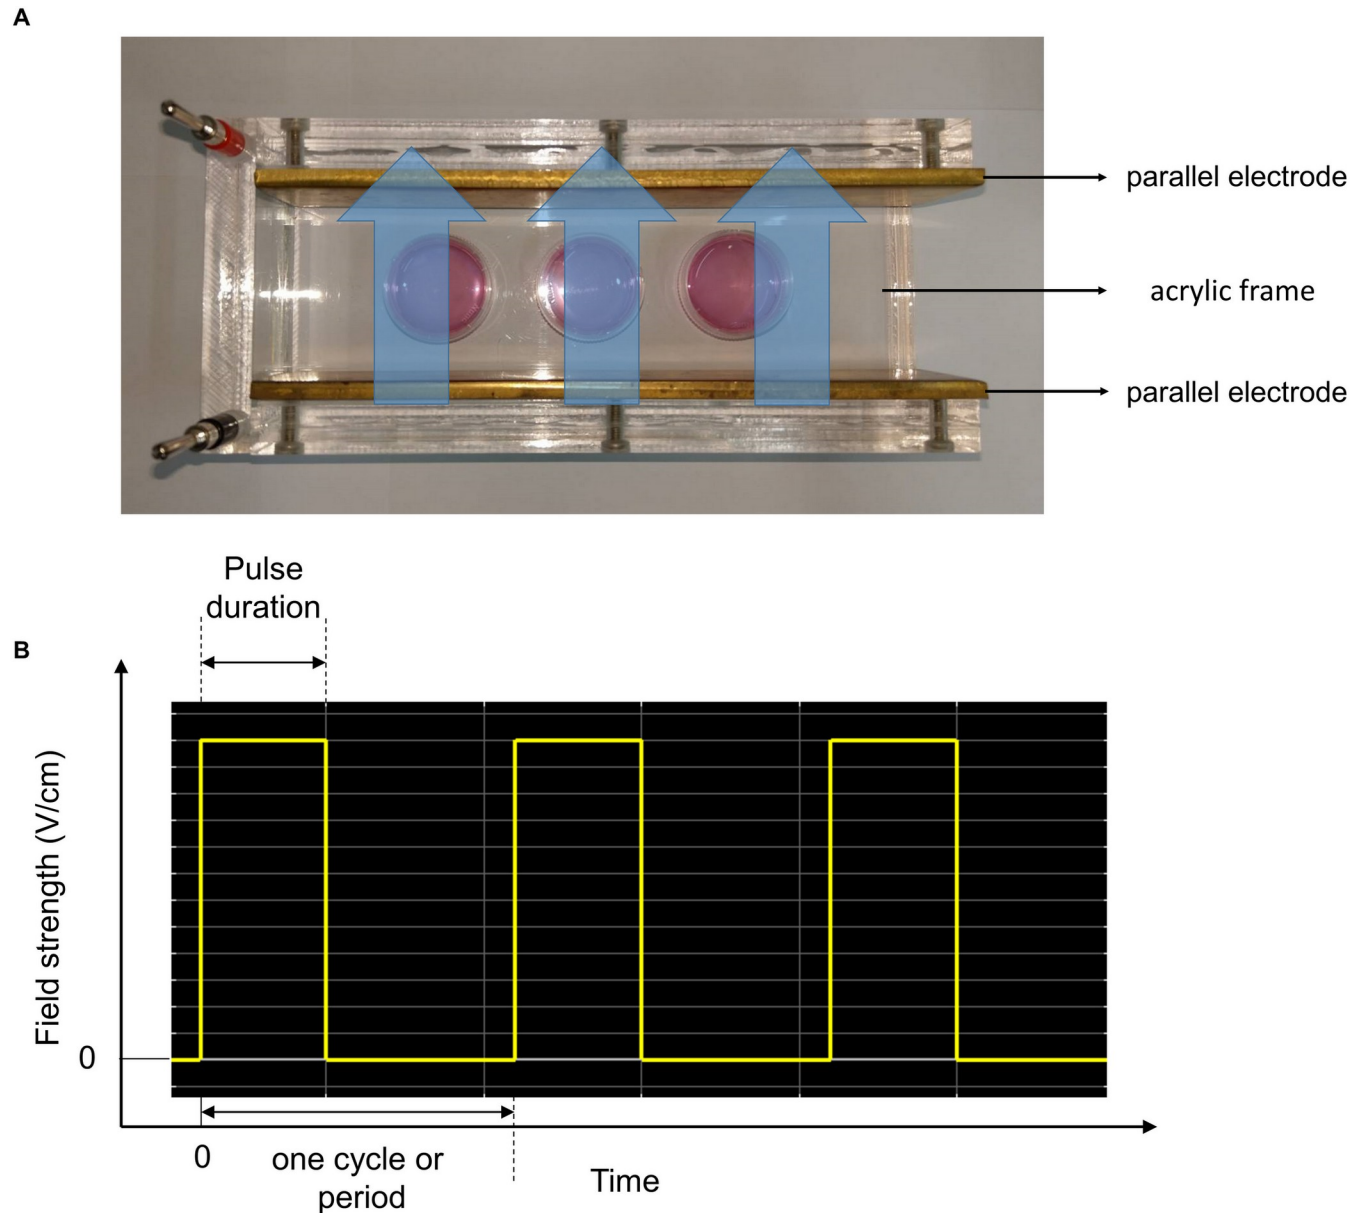 A
parallel electrode
acrylic frame
parallel electrode
Pulse
duration
B
Field strength (V/cm)
0
0
one cycle or
period
Time